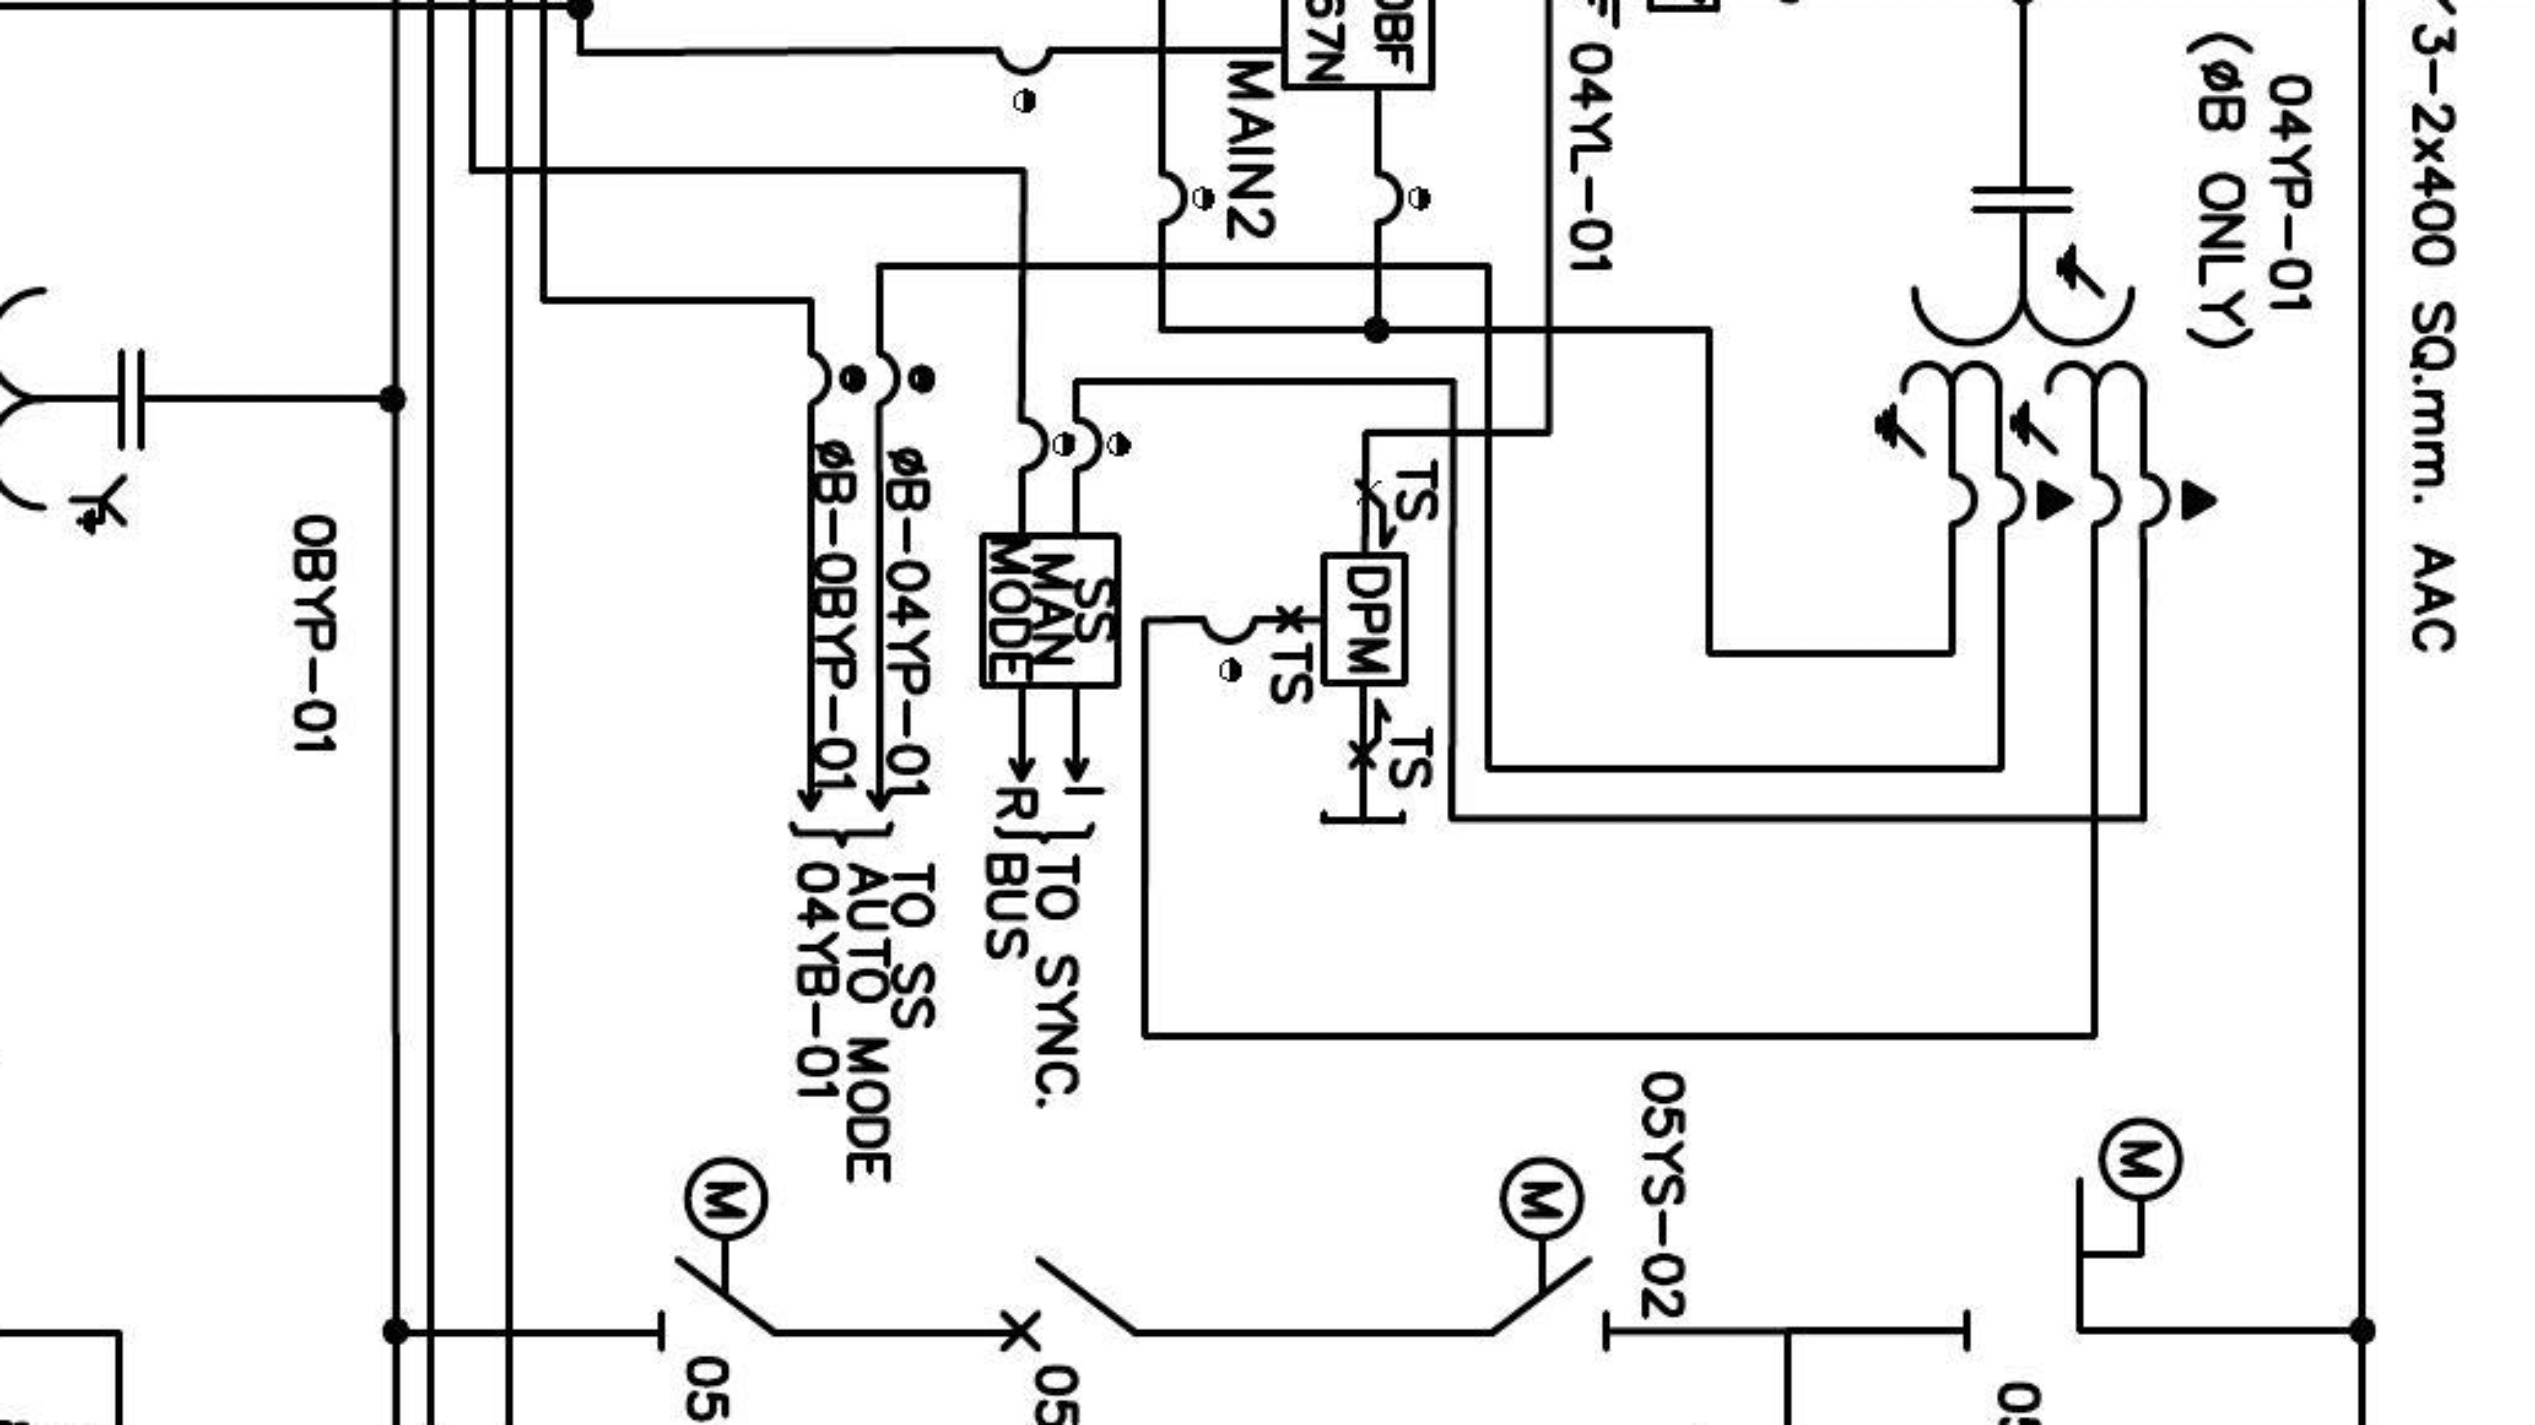 Y3-2x400 SQ.mm. AAC
04YP-01
(ØB ONLY)
04YL-01
0BF
67N
MAIN2
TS
DPM
TS
TS
SS
MAN
MODE
ØB-04YP-01
ØB-0BYP-01
I
R
TO SYNC.
BUS
TO SS
AUTO MODE
04YB-01
0BYP-01
05YS-02
M
M
M
05
05
05